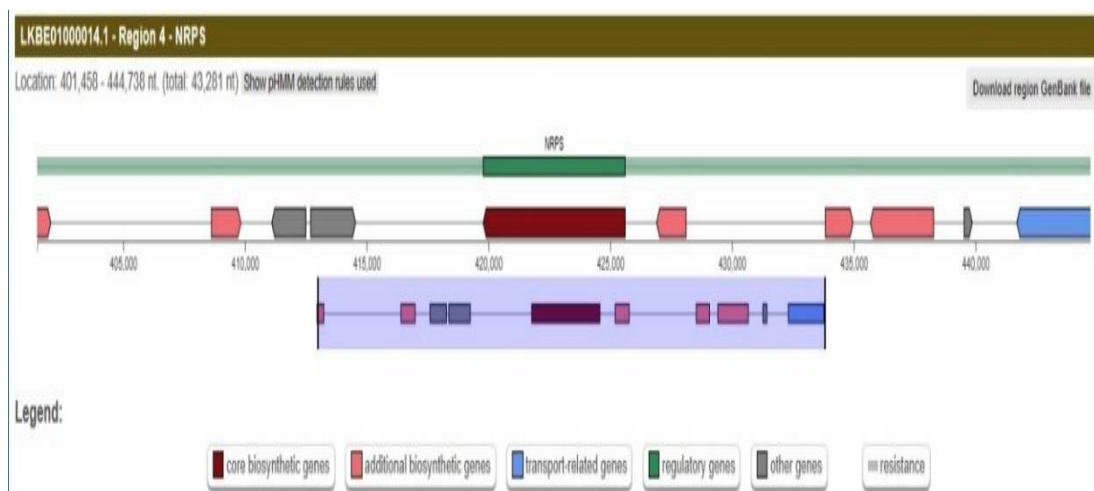 LKBE01000014.1 - Region 4 - NRPS
Location: 401,458 - 444,738 nt. (total: 43,281 nt) Show pHMM detection rules used
Download region GenBank file
NRPS
405,000 410,000 415,000 420,000 425,000 430,000 435,000 440,000
Legend:
core biosynthetic genes additional biosynthetic genes transport-related genes regulatory genes other genes resistance